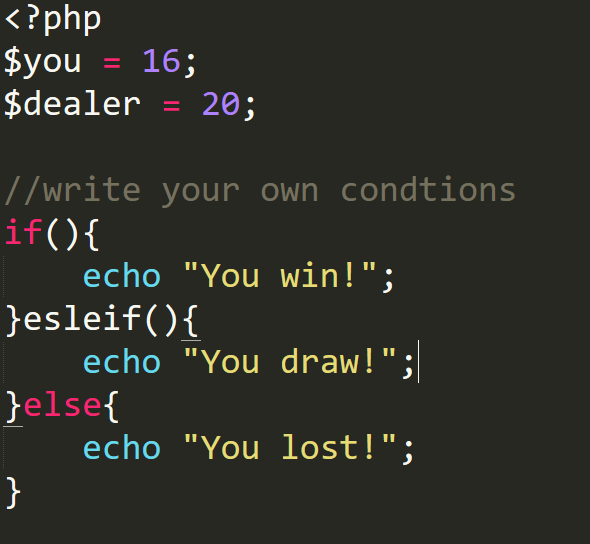 <?php
$you = 16;
$dealer = 20;

//write your own condtions
if(){
    echo "You win!";
}esleif(){
    echo "You draw!";
}else{
    echo "You lost!";
}